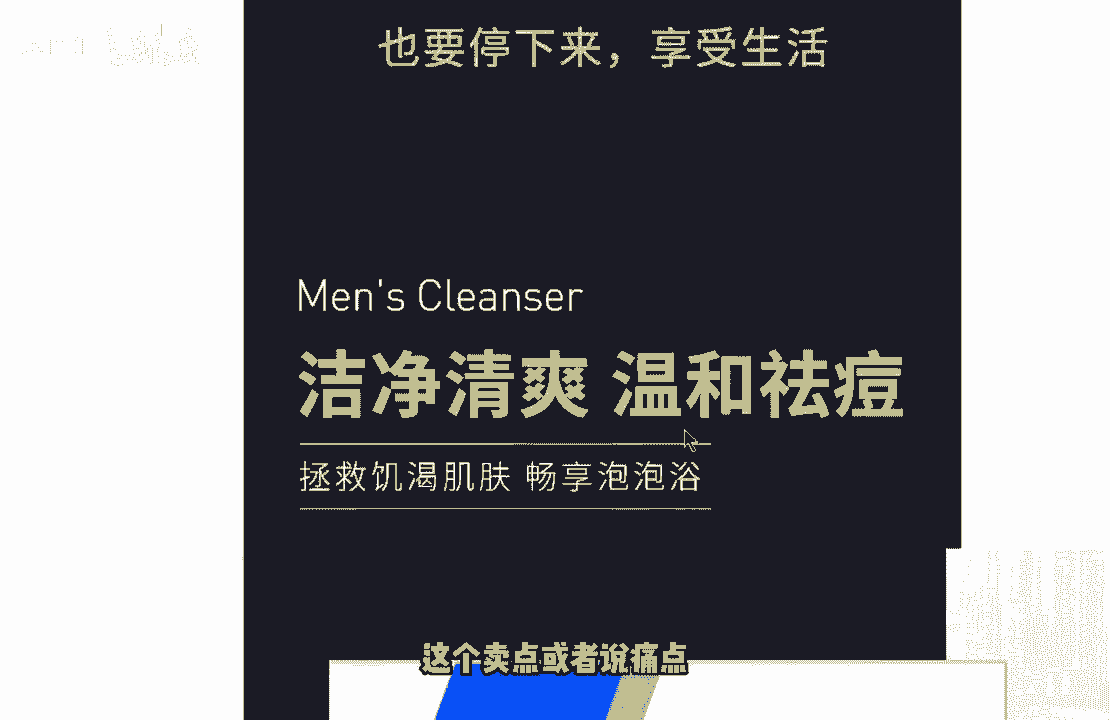 也要停下来，享受生活
Men's Cleanser
洁净清爽 温和祛痘
拯救饥渴肌肤 畅享泡泡浴
这个卖点或者说痛点